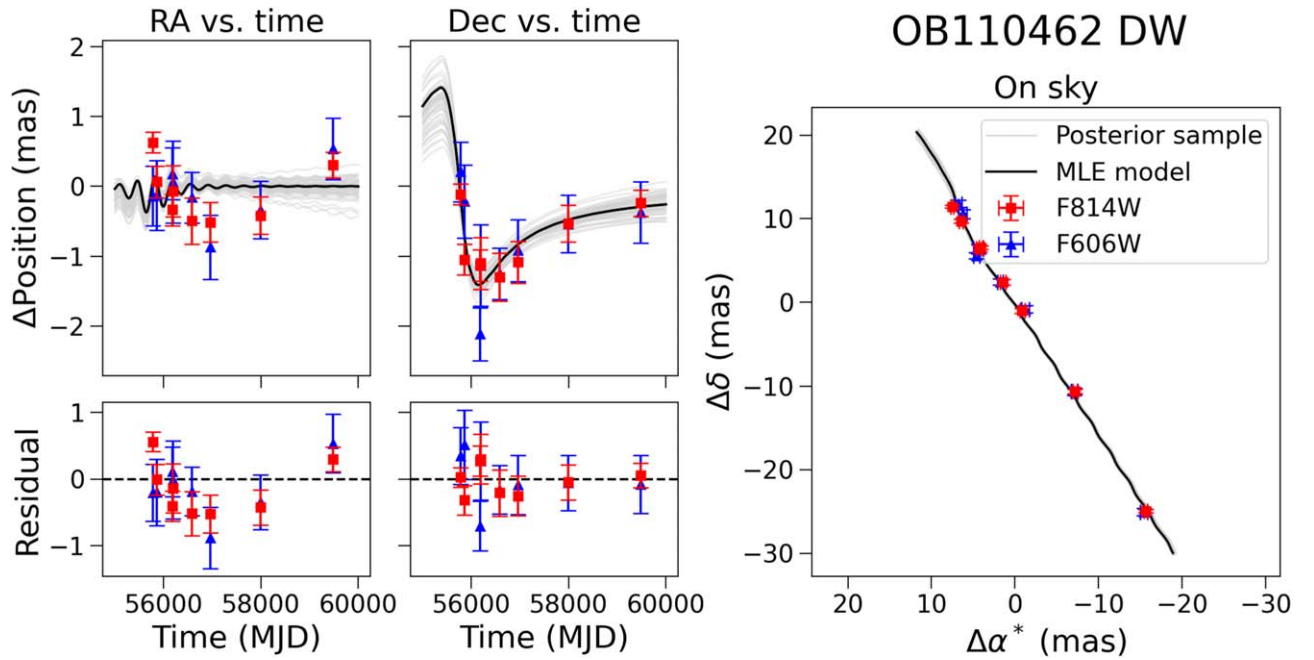 RA vs. time
Dec vs. time
OB110462 DW
On sky
2
1
0
−1
−2
ΔPosition (mas)
1
0
−1
Residual
56000 58000 60000
Time (MJD)
56000 58000 60000
Time (MJD)
20
10
0
−10
−20
−30
Δδ (mas)
Posterior sample
MLE model
F814W
F606W
20 10 0 −10 −20 −30
Δα* (mas)